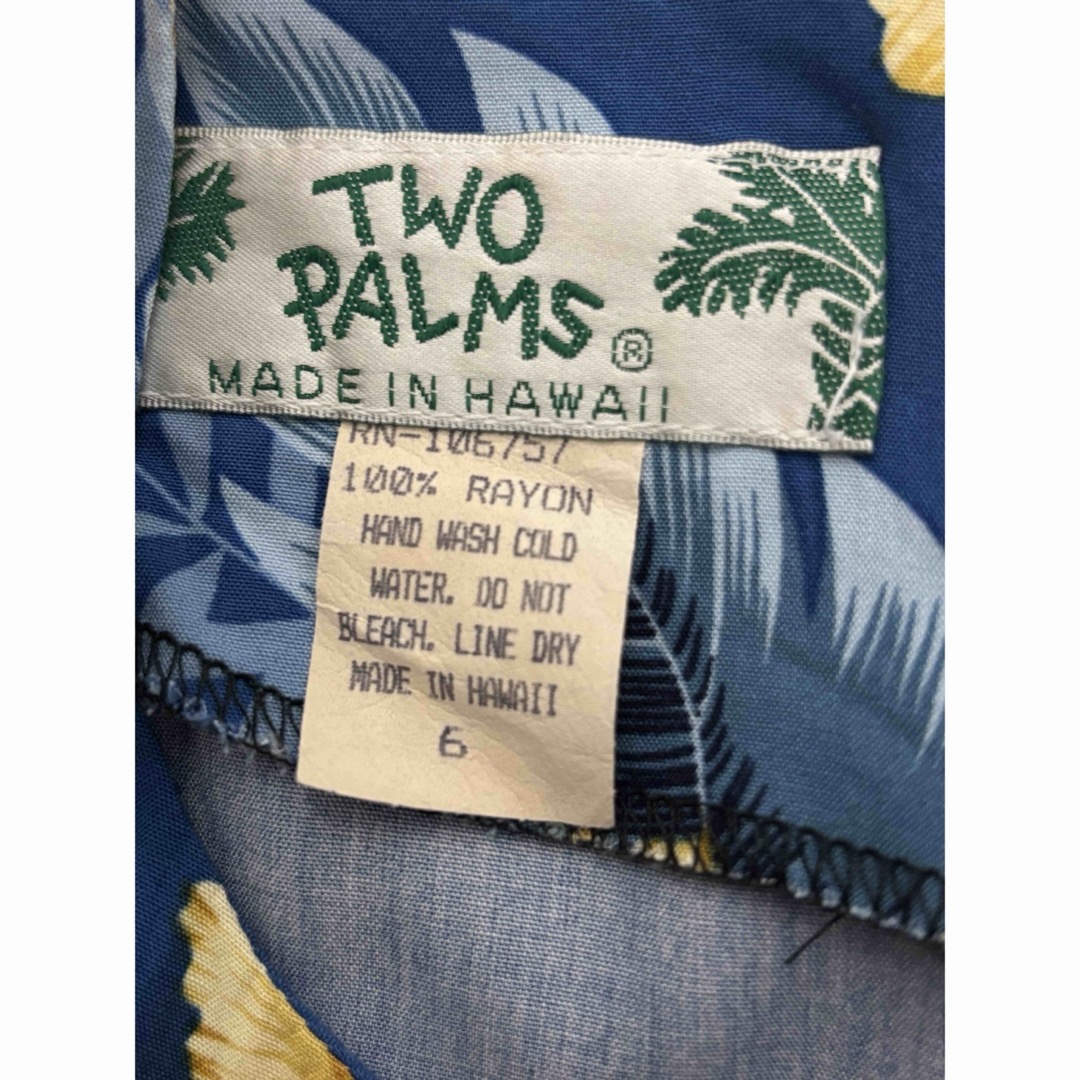 TWO
PALMS®
MADE IN HAWAII
RN-106757
100% RAYON
HAND WASH COLD
WATER. DO NOT
BLEACH. LINE DRY
MADE IN HAWAII
6